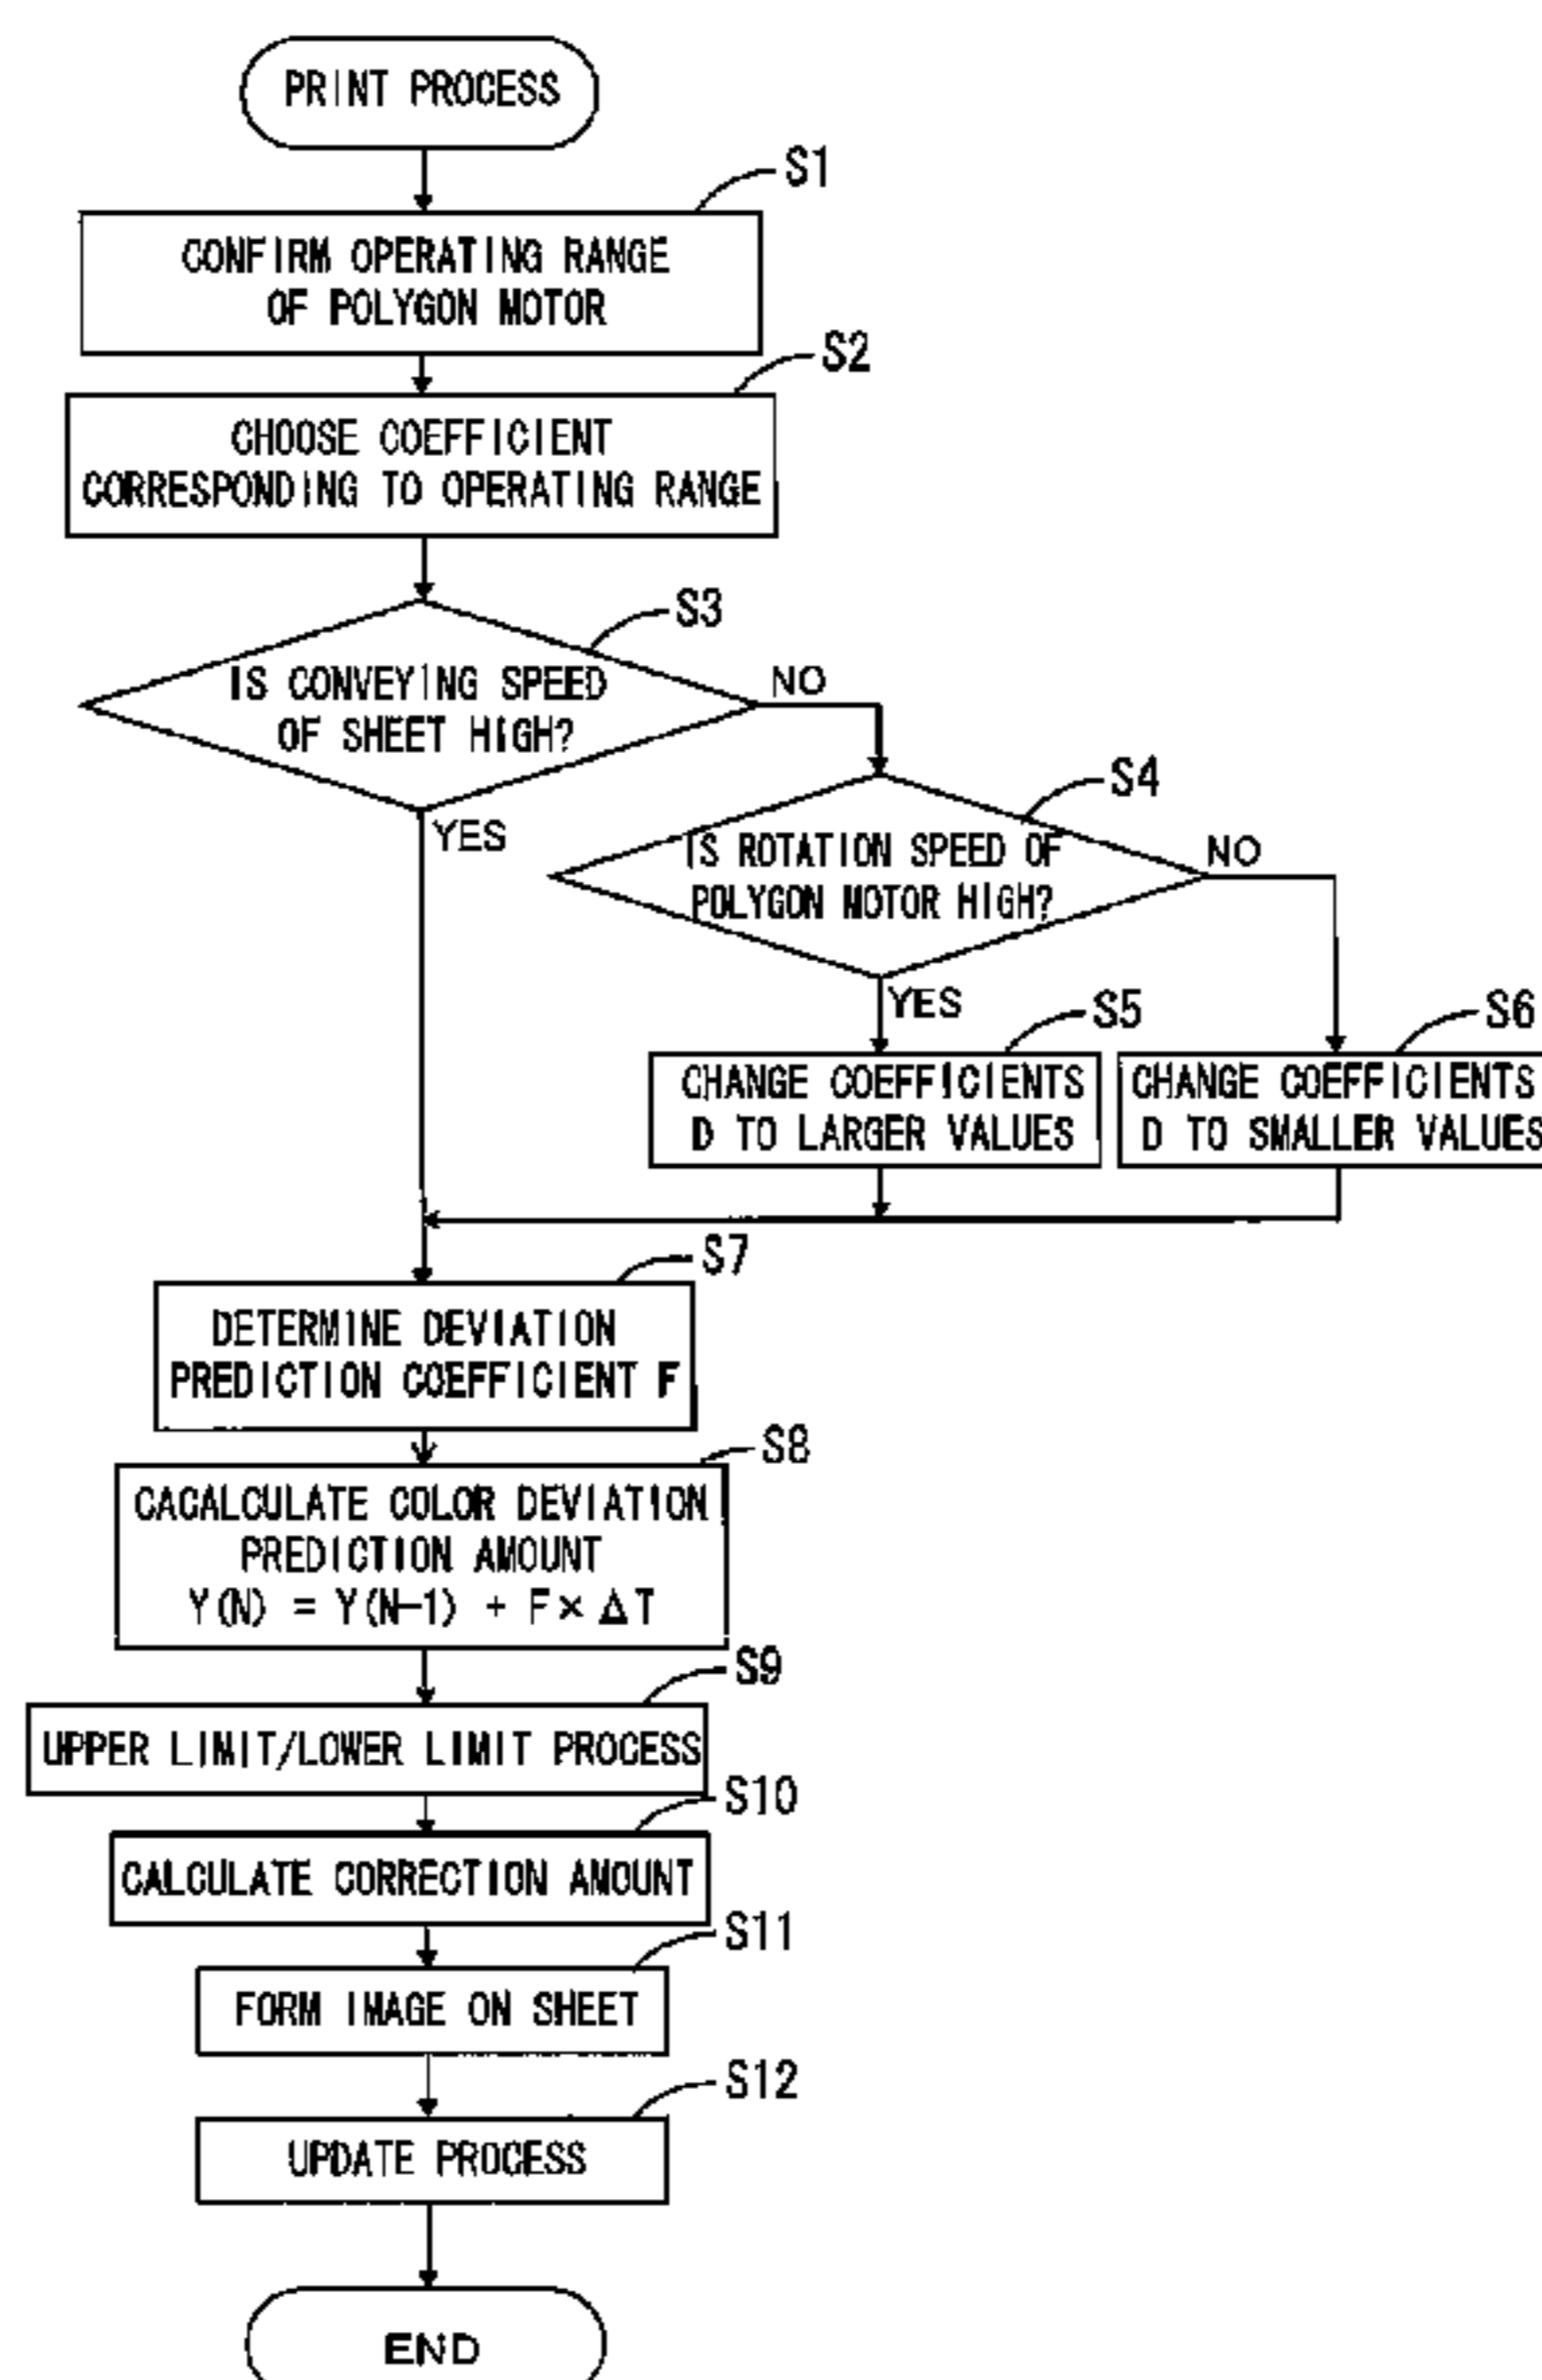 PRINT PROCESS
S1
CONFIRM OPERATING RANGE
OF POLYGON MOTOR
S2
CHOOSE COEFFICIENT
CORRESPONDING TO OPERATING RANGE
S3
IS CONVEYING SPEED
OF SHEET HIGH?
NO
YES
S4
IS ROTATION SPEED OF
POLYGON MOTOR HIGH?
NO
YES
S5
CHANGE COEFFICIENTS
D TO LARGER VALUES
S6
CHANGE COEFFICIENTS
D TO SMALLER VALUES
S7
DETERMINE DEVIATION
PREDICTION COEFFICIENT F
S8
CACALCULATE COLOR DEVIATION
PREDICTION AMOUNT
Y(N) = Y(N-1) + F× ΔT
S9
UPPER LIMIT/LOWER LIMIT PROCESS
S10
CALCULATE CORRECTION AMOUNT
S11
FORM IMAGE ON SHEET
S12
UPDATE PROCESS
END